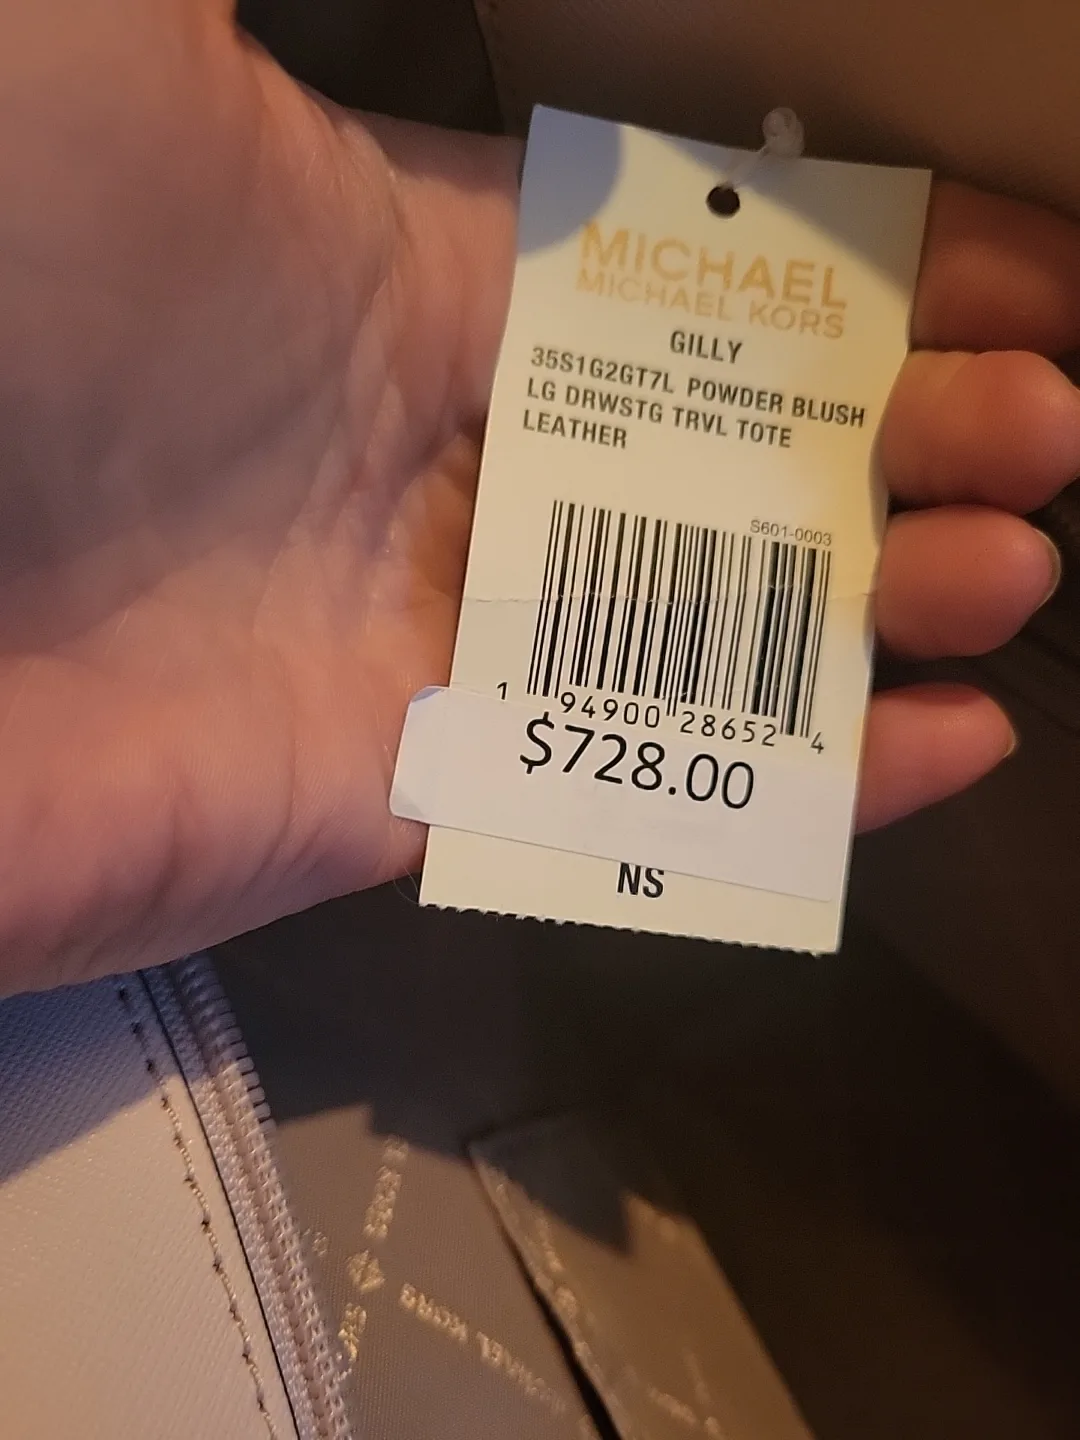 MICHAEL
MICHAEL KORS
GILLY
35S1G2GT7L POWDER BLUSH
LG DRWSTG TRVL TOTE
LEATHER
S601-0003
1 94900 28652 4
$728.00
NS
KORS